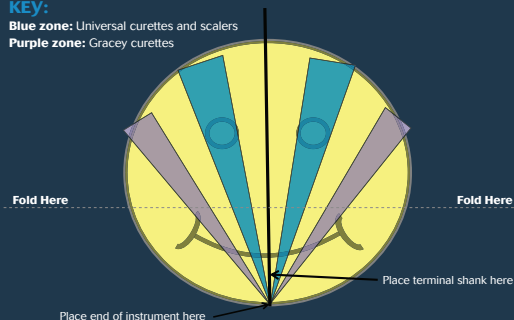 KEY:
Blue zone: Universal curettes and scalers
Purple zone: Gracey curettes
Fold Here
Fold Here
Place terminal shank here
Place end of instrument here